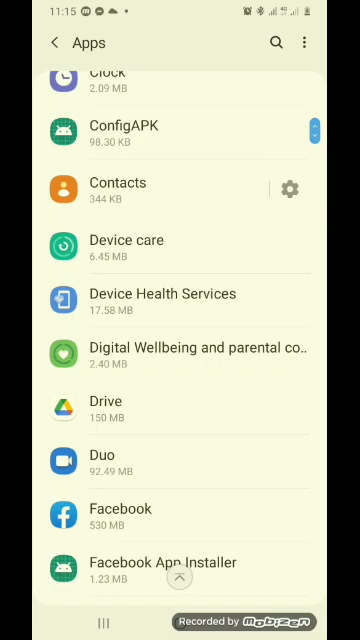 11:15
Apps
Clock
2.09 MB
ConfigAPK
98.30 KB
Contacts
344 KB
Device care
6.45 MB
Device Health Services
17.58 MB
Digital Wellbeing and parental co..
2.40 MB
Drive
150 MB
Duo
92.49 MB
Facebook
530 MB
Facebook App Installer
1.23 MB
Recorded by mobizen